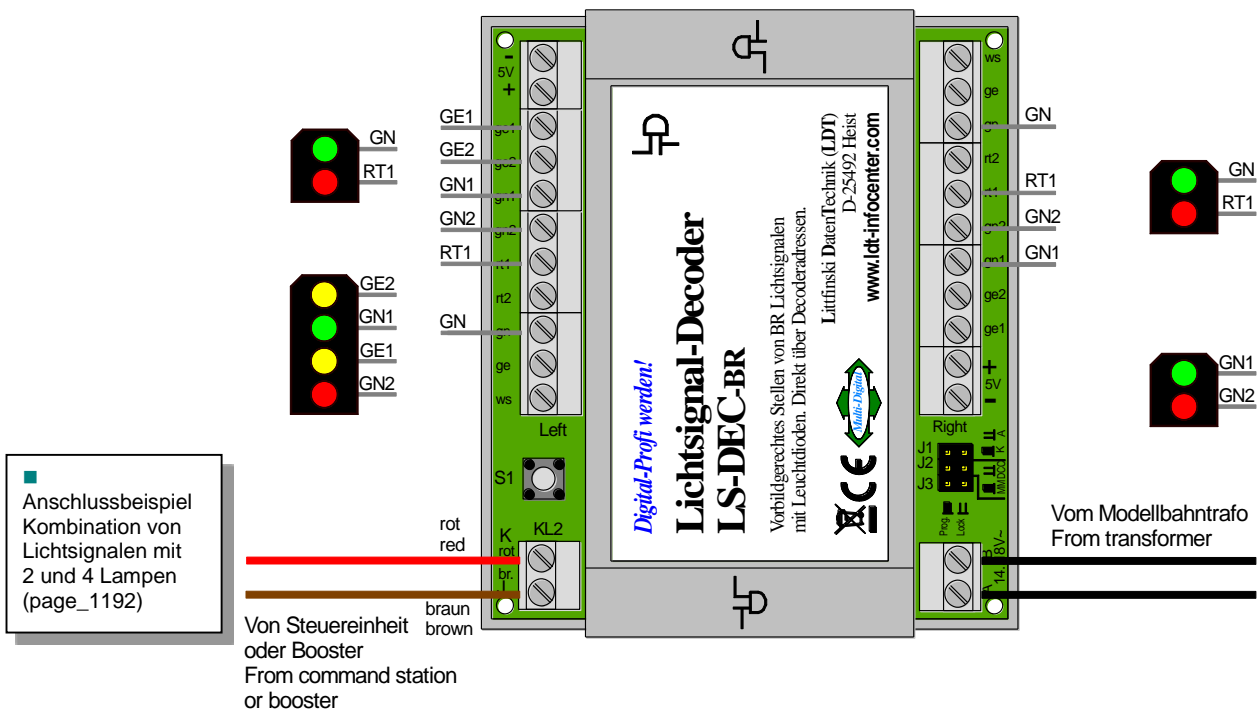 GN
RT1
GE2
GN1
GE1
GN2
GE1
GE2
GN1
GN2
RT1
GN
-
5V
+
ge1
ge2
gn1
gn2
rt1
rt2
gn
ge
ws
Left
S1
K
KL2
rot
br.
L
rot
red
braun
brown
Digital-Profi werden!
Lichtsignal-Decoder
LS-DEC-BR
Vorbildgerechtes Stellen von BR Lichtsignalen
mit Leuchtdioden. Direkt über Decoderadressen.
Littfinski DatenTechnik (LDT)
D-25492 Heist
www.ldt-infocenter.com
Multi-Digital
CE
ws
ge
gn
rt2
rt1
gn2
gn1
ge2
ge1
+
5V
-
Right
J1
J2
J3
A
K
MMDCC
Prog.
Lock
B
A
GN
RT1
GN2
GN1
GN
RT1
GN1
GN2
Vom Modellbahntrafo
From transformer
Anschlussbeispiel
Kombination von
Lichtsignalen mit
2 und 4 Lampen
(page_1192)
Von Steuereinheit
oder Booster
From command station
or booster